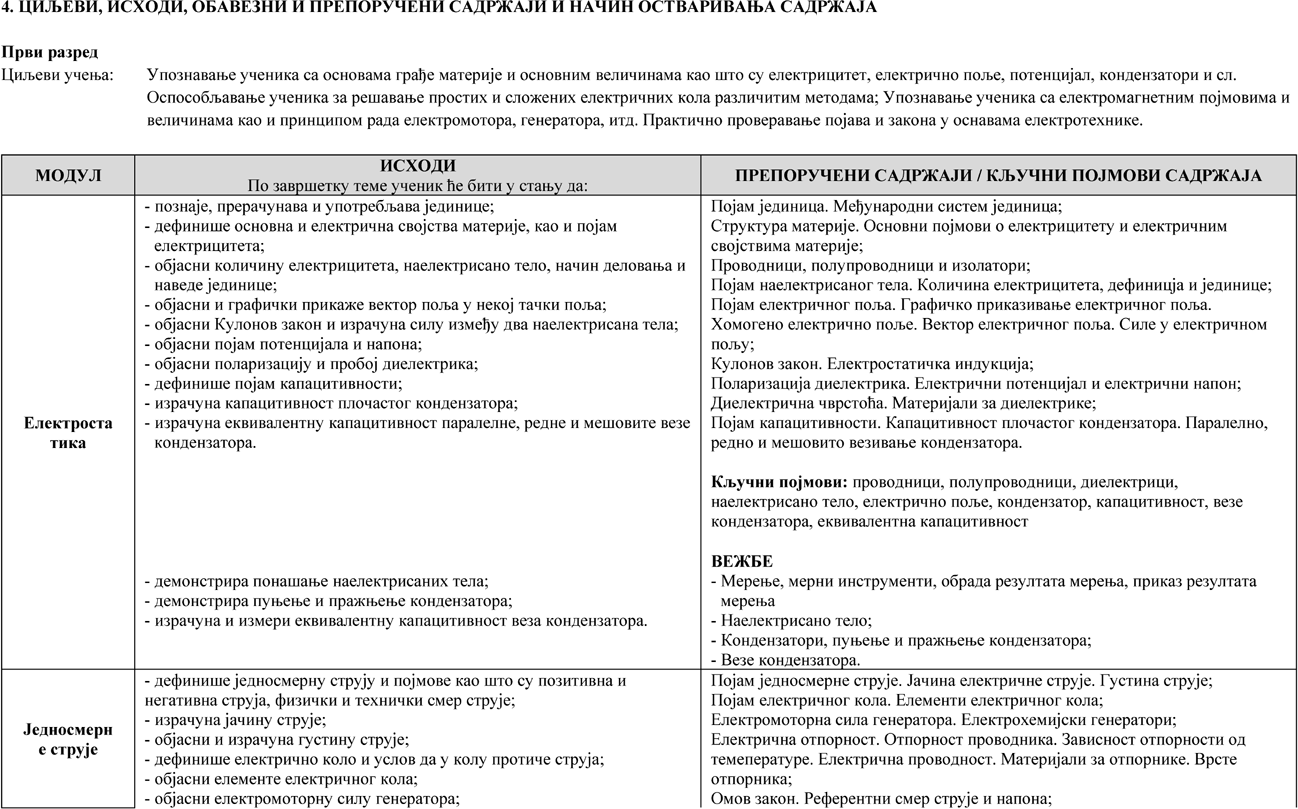 4. ЦИЉЕВИ, ИСХОДИ, ОБАВЕЗНИ И ПРЕПОРУЧЕНИ САДРЖАЈИ И НАЧИН ОСТВАРИВАЊА САДРЖАЈА
Први разред
Циљеви учења: Упознавање ученика са основама грађе материје и основним величинама као што су електрицитет, електрично поље, потенцијал, кондензатори и сл.
Оспособљавање ученика за решавање простих и сложених електричних кола различитим методама; Упознавање ученика са електромагнетним појмовима и
величинама као и принципом рада електромотора, генератора, итд. Практично проверавање појава и закона у оснавама електротехнике.
МОДУЛ
ИСХОДИ
По завршетку теме ученик ће бити у стању да:
ПРЕПОРУЧЕНИ САДРЖАЈИ / КЉУЧНИ ПОЈМОВИ САДРЖАЈА
Електроста
тика
- познаје, прерачунава и употребљава јединице;
- дефинише основна и електрична својства материје, као и појам
електрицитета;
- објасни количину електрицитета, наелектрисано тело, начин деловања и
наведе јединице;
- објасни и графички прикаже вектор поља у некој тачки поља;
- објасни Кулонов закон и израчуна силу између два наелектрисана тела;
- објасни појам потенцијала и напона;
- објасни поларизацију и пробој диелектрика;
- дефинише појам капацитивности;
- израчуна капацитивност плочастог кондензатора;
- израчуна еквивалентну капацитивност паралелне, редне и мешовите везе
кондензатора.
- демонстрира понашање наелектрисаних тела;
- демонстрира пуњење и пражњење кондензатора;
- израчуна и измери еквивалентну капацитивност веза кондензатора.
Појам јединица. Међународни систем јединица;
Структура материје. Основни појмови о електрицитету и електричним
својствима материје;
Проводници, полупроводници и изолатори;
Појам наелектрисаног тела. Количина електрицитета, дефиницја и јединице;
Појам електричног поља. Графичко приказивање електричног поља.
Хомогено електрично поље. Вектор електричног поља. Силе у електричном
пољу;
Кулонов закон. Електростатичка индукција;
Поларизација диелектрика. Електрични потенцијал и електрични напон;
Диелектрична чврстоћа. Материјали за диелектрике;
Појам капацитивности. Капацитивност плочастог кондензатора. Паралелно,
редно и мешовито везивање кондензатора.
Кључни појмови: проводници, полупроводници, диелектрици,
наелектрисано тело, електрично поље, кондензатор, капацитивност, везе
кондензатора, еквивалентна капацитивност
ВЕЖБЕ
- Мерење, мерни инструменти, обрада резултата мерења, приказ резултата
мерења
- Наелектрисано тело;
- Кондензатори, пуњење и пражњење кондензатора;
- Везе кондензатора.
Једносмерн
е струје
- дефинише једносмерну струју и појмове као што су позитивна и
негативна струја, физички и технички смер струје;
- израчуна јачину струје;
- објасни и израчуна густину струје;
- дефинише електрично коло и услов да у колу протиче струја;
- објасни елементе електричног кола;
- објасни електромоторну силу генератора;
Појам једносмерне струје. Јачина електричне струје. Густина струје;
Појам електричног кола. Елементи електричног кола;
Електромоторна сила генератора. Електрохемијски генератори;
Електрична отпорност. Отпорност проводника. Зависност отпорности од
темепературе. Електрична проводност. Материјали за отпорнике. Врсте
отпорника;
Омов закон. Референтни смер струје и напона;